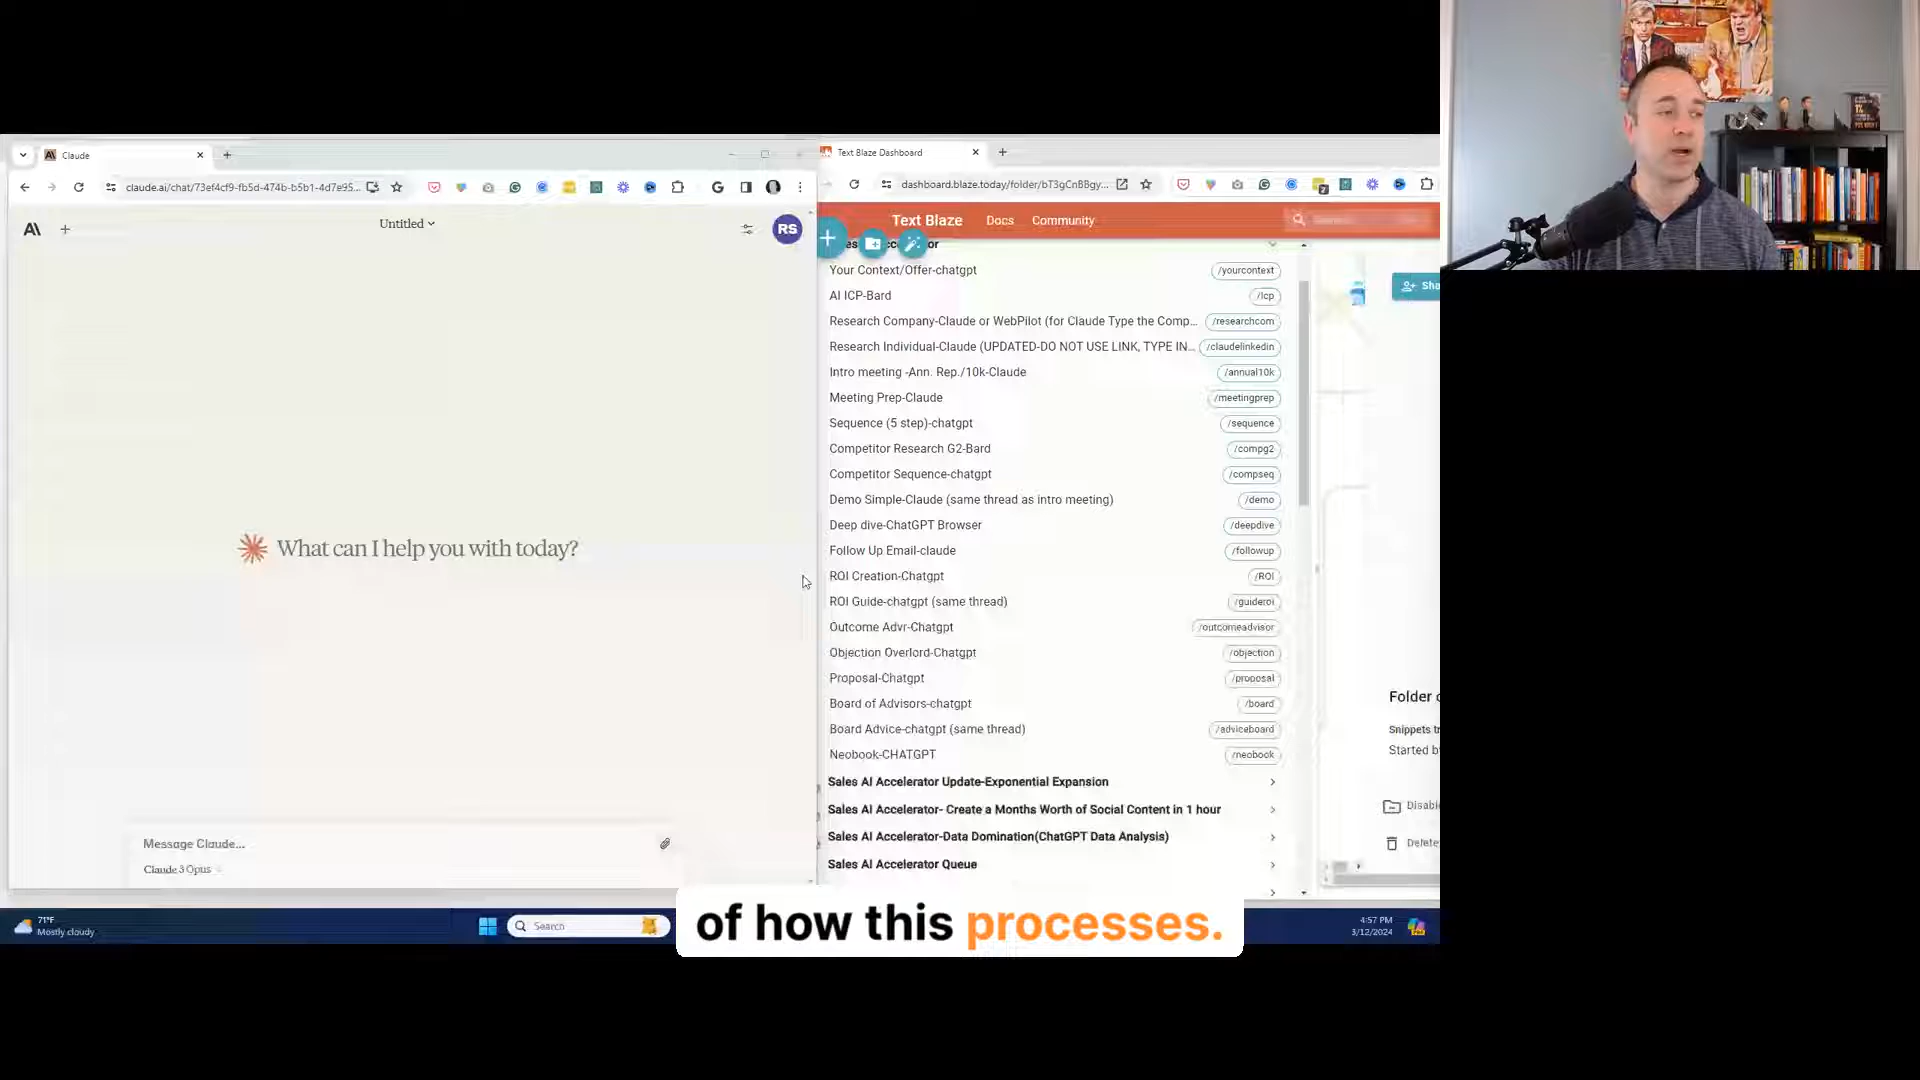 Claude
claude.ai/chat/73ef4cf9-fb5d-474b-b5b1-4d7e95...
Untitled
RS
What can I help you with today?
Message Claude...
Claude 3 Opus
Text Blaze Dashboard
dashboard.blaze.today/folder/bT3gCnBBgy...
Text Blaze
Docs
Community
Your Context/Offer-chatgpt /yourcontext
AI ICP-Bard /Icp
Research Company-Claude or WebPilot (for Claude Type the Comp... /researchcom
Research Individual-Claude (UPDATED-DO NOT USE LINK, TYPE IN... /claudelinkedin
Intro meeting -Ann. Rep./10k-Claude /annual10k
Meeting Prep-Claude /meetingprep
Sequence (5 step)-chatgpt /sequence
Competitor Research G2-Bard /compg2
Competitor Sequence-chatgpt /compseq
Demo Simple-Claude (same thread as intro meeting) /demo
Deep dive-ChatGPT Browser /deepdive
Follow Up Email-claude /followup
ROI Creation-Chatgpt /ROI
ROI Guide-chatgpt (same thread) /guideroi
Outcome Advr-Chatgpt /outcomeadvisor
Objection Overlord-Chatgpt /objection
Proposal-Chatgpt /proposal
Board of Advisors-chatgpt /board
Board Advice-chatgpt (same thread) /adviceboard
Neobook-CHATGPT /neobook
Sales AI Accelerator Update-Exponential Expansion
Sales AI Accelerator- Create a Months Worth of Social Content in 1 hour
Sales AI Accelerator-Data Domination(ChatGPT Data Analysis)
Sales AI Accelerator Queue
Sha
Folder
Snippets
Started
Disabl
Delete
71°F
Mostly cloudy
Search
4:57 PM
3/12/2024
of how this processes.